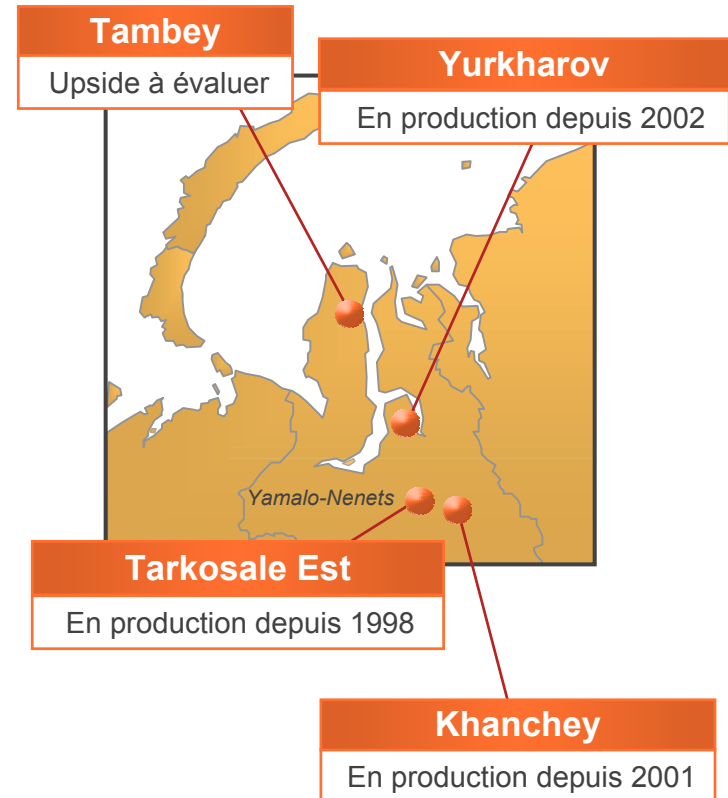 Tambey
Upside à évaluer
Yurkharov
En production depuis 2002
Yamalo-Nenets
Tarkosale Est
En production depuis 1998
Khanchey
En production depuis 2001